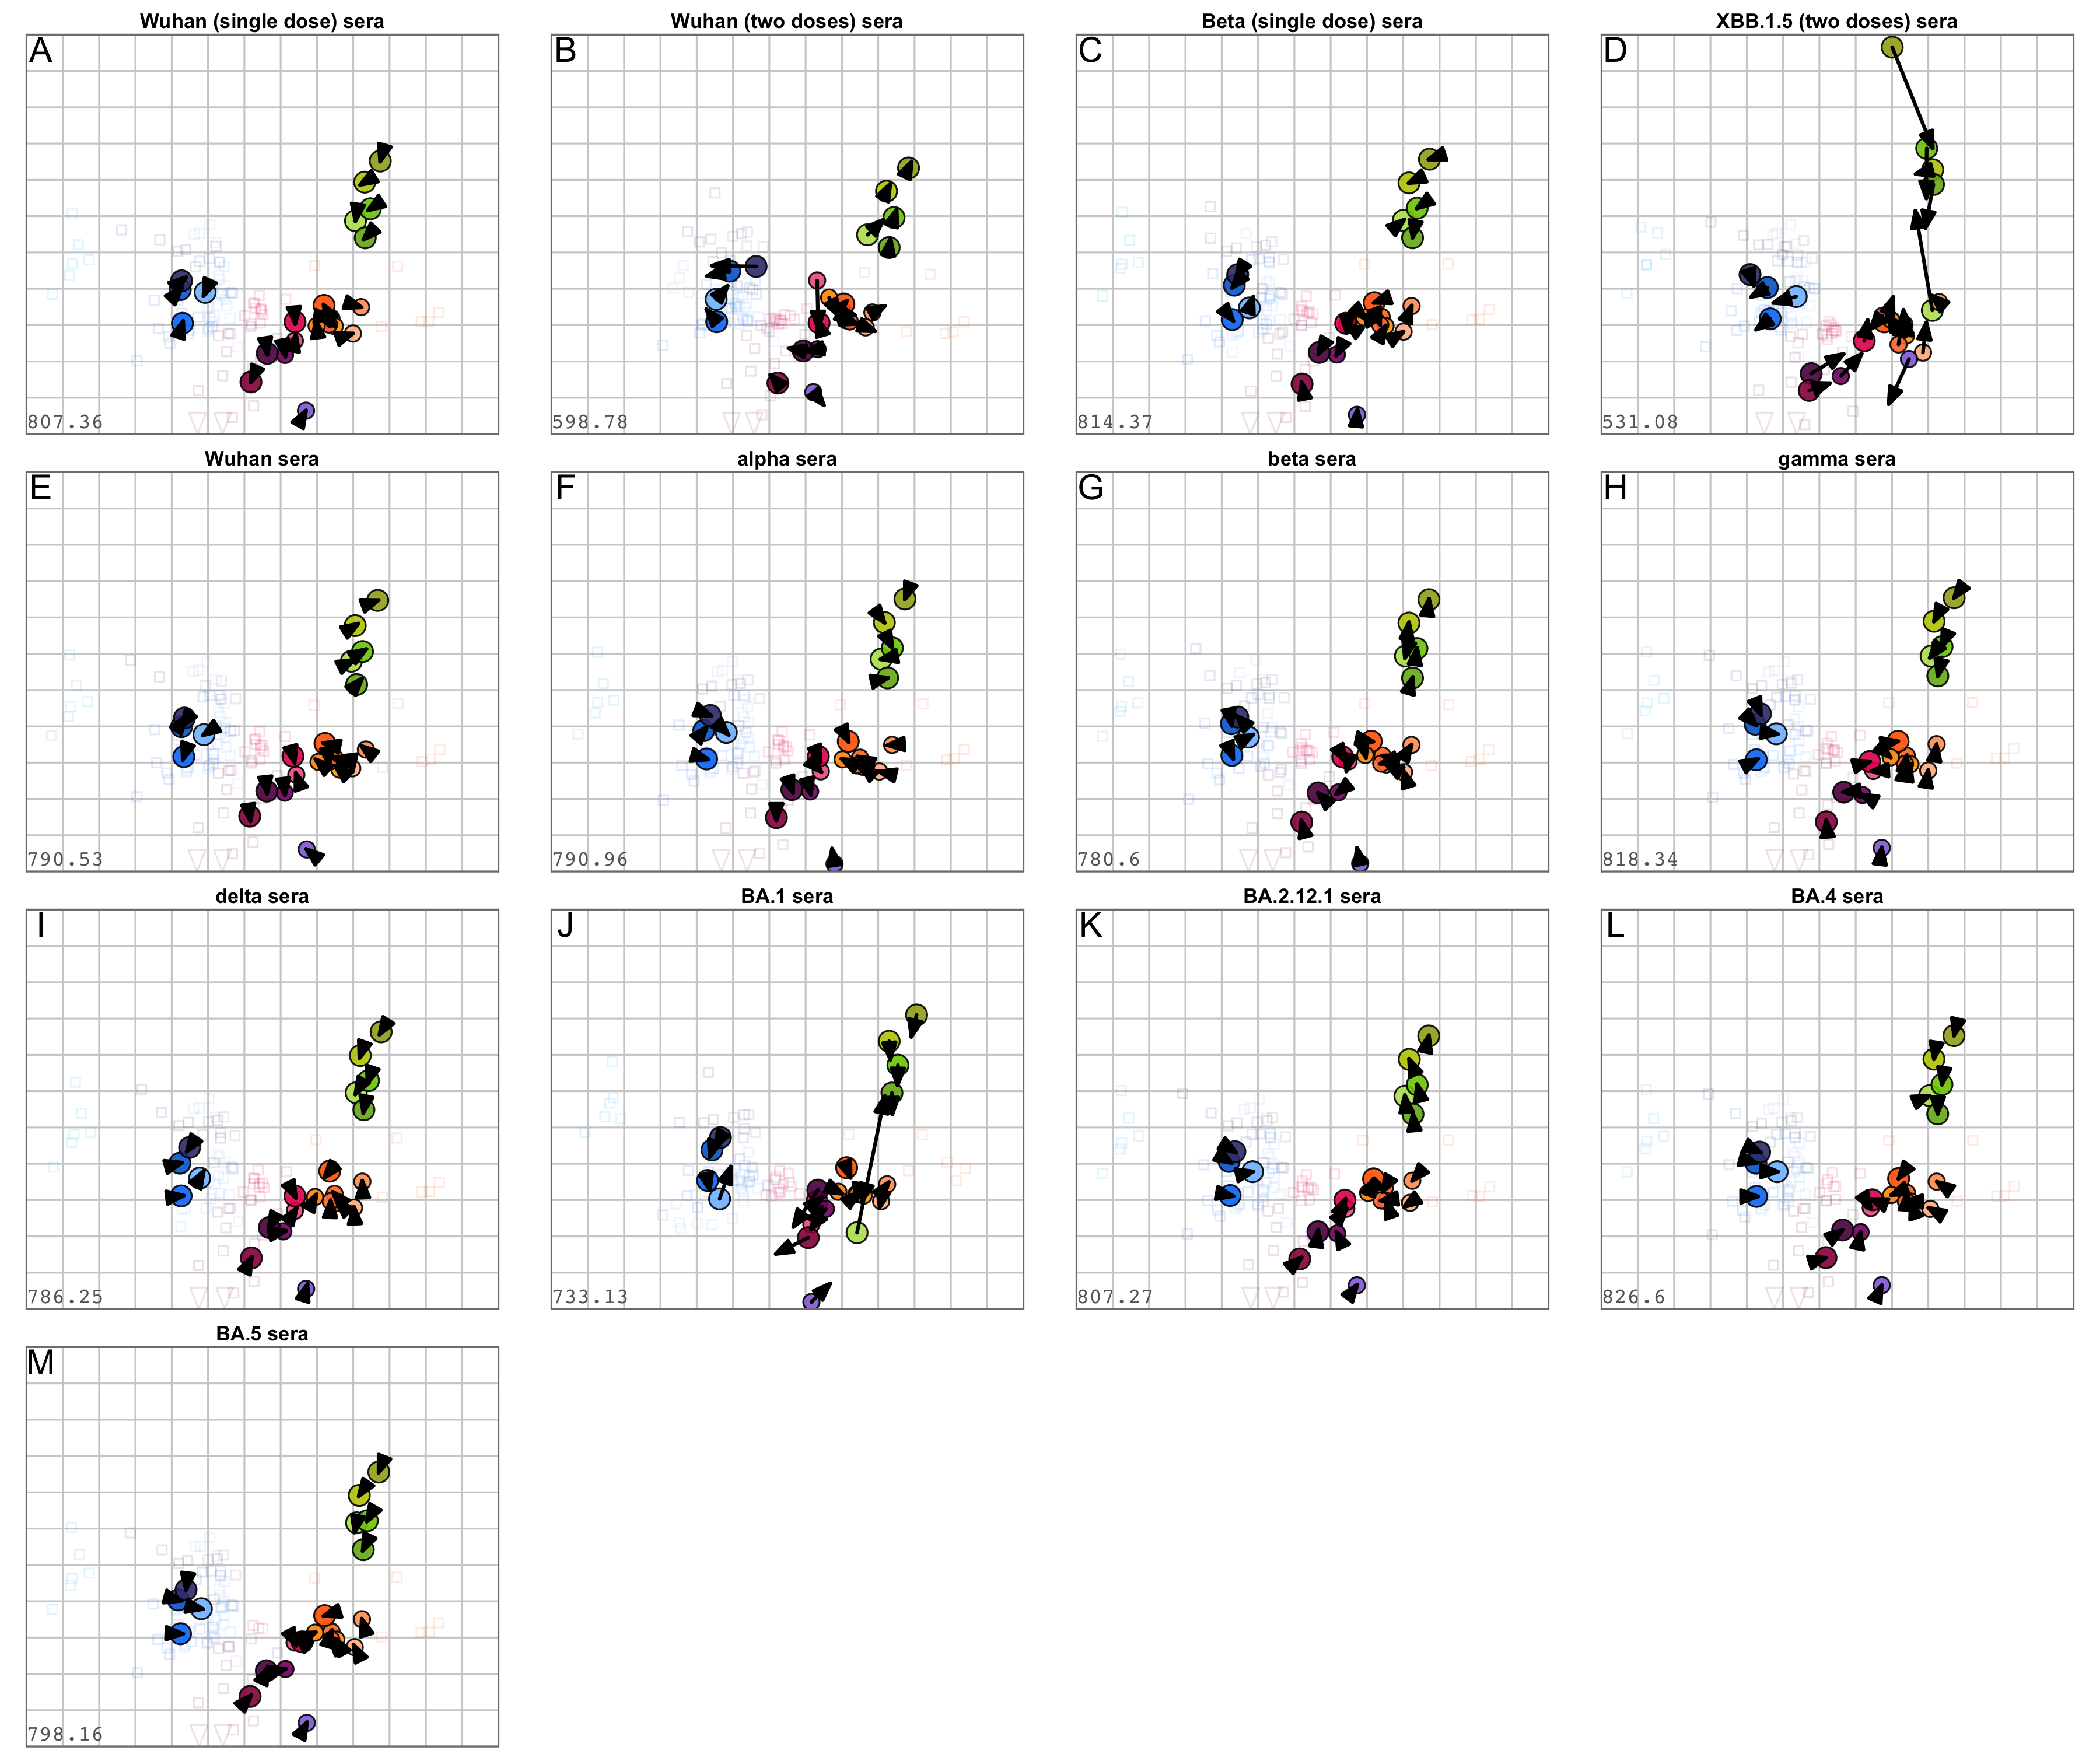 Wuhan (single dose) sera
Wuhan (two doses) sera
Beta (single dose) sera
XBB.1.5 (two doses) sera
A
B
C
D
807.36
598.78
814.37
531.08
Wuhan sera
alpha sera
beta sera
gamma sera
E
F
G
H
790.53
790.96
780.6
818.34
delta sera
BA.1 sera
BA.2.12.1 sera
BA.4 sera
I
J
K
L
786.25
733.13
807.27
826.6
BA.5 sera
M
798.16